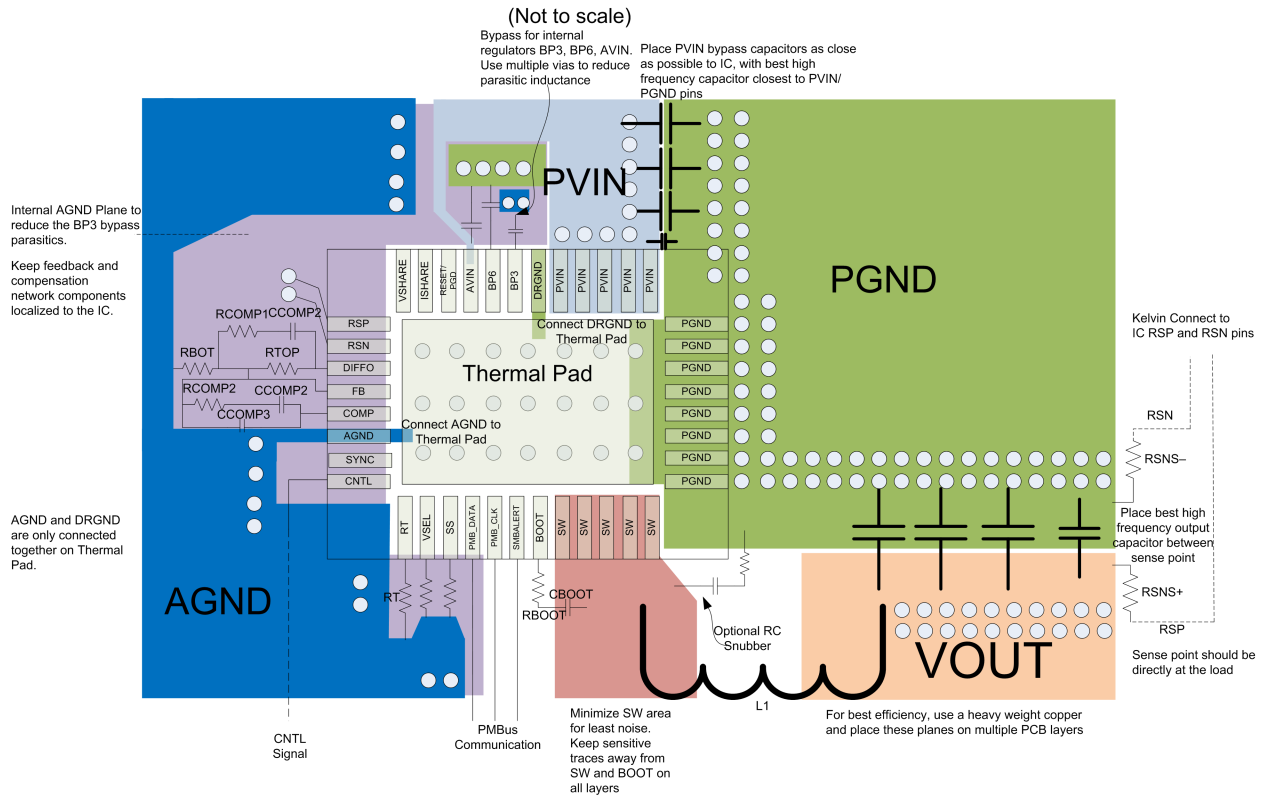 (Not to scale)
Bypass for internal
regulators BP3, BP6, AVIN.
Use multiple vias to reduce
parasitic inductance
Place PVIN bypass capacitors as close
as possible to IC, with best high
frequency capacitor closest to PVIN/
PGND pins
PVIN
PGND
Internal AGND Plane to
reduce the BP3 bypass
parasitics.
Keep feedback and
compensation
network components
localized to the IC.
VSHARE
ISHARE
RESET/
PGD
AVIN
BP6
BP3
DRGND
PVIN
PVIN
PVIN
PVIN
PVIN
RCOMP1
CCOMP2
RBOT
RTOP
RCOMP2
CCOMP2
CCOMP3
RSP
RSN
DIFFO
FB
COMP
AGND
SYNC
CNTL
Connect DRGND to
Thermal Pad
Thermal Pad
Connect AGND to
Thermal Pad
PGND
PGND
PGND
PGND
PGND
PGND
PGND
PGND
Kelvin Connect to
IC RSP and RSN pins
RSN
RSNS–
Place best high
frequency output
capacitor between
sense point
RSNS+
RSP
Sense point should be
directly at the load
AGND and DRGND
are only connected
together on Thermal
Pad.
AGND
RT
VSEL
SS
PMB_DATA
PMB_CLK
SMBALERT
BOOT
SW
SW
SW
SW
SW
RT
CBOOT
RBOOT
Optional RC
Snubber
VOUT
L1
CNTL
Signal
PMBus
Communication
Minimize SW area
for least noise.
Keep sensitive
traces away from
SW and BOOT on
all layers
For best efficiency, use a heavy weight copper
and place these planes on multiple PCB layers